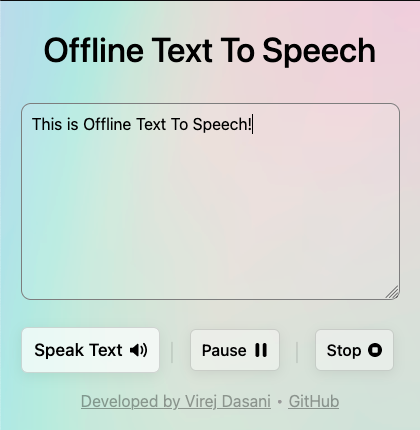 Offline Text To Speech
This is Offline Text To Speech!
Speak Text | Pause | Stop
Developed by Virej Dasani • GitHub